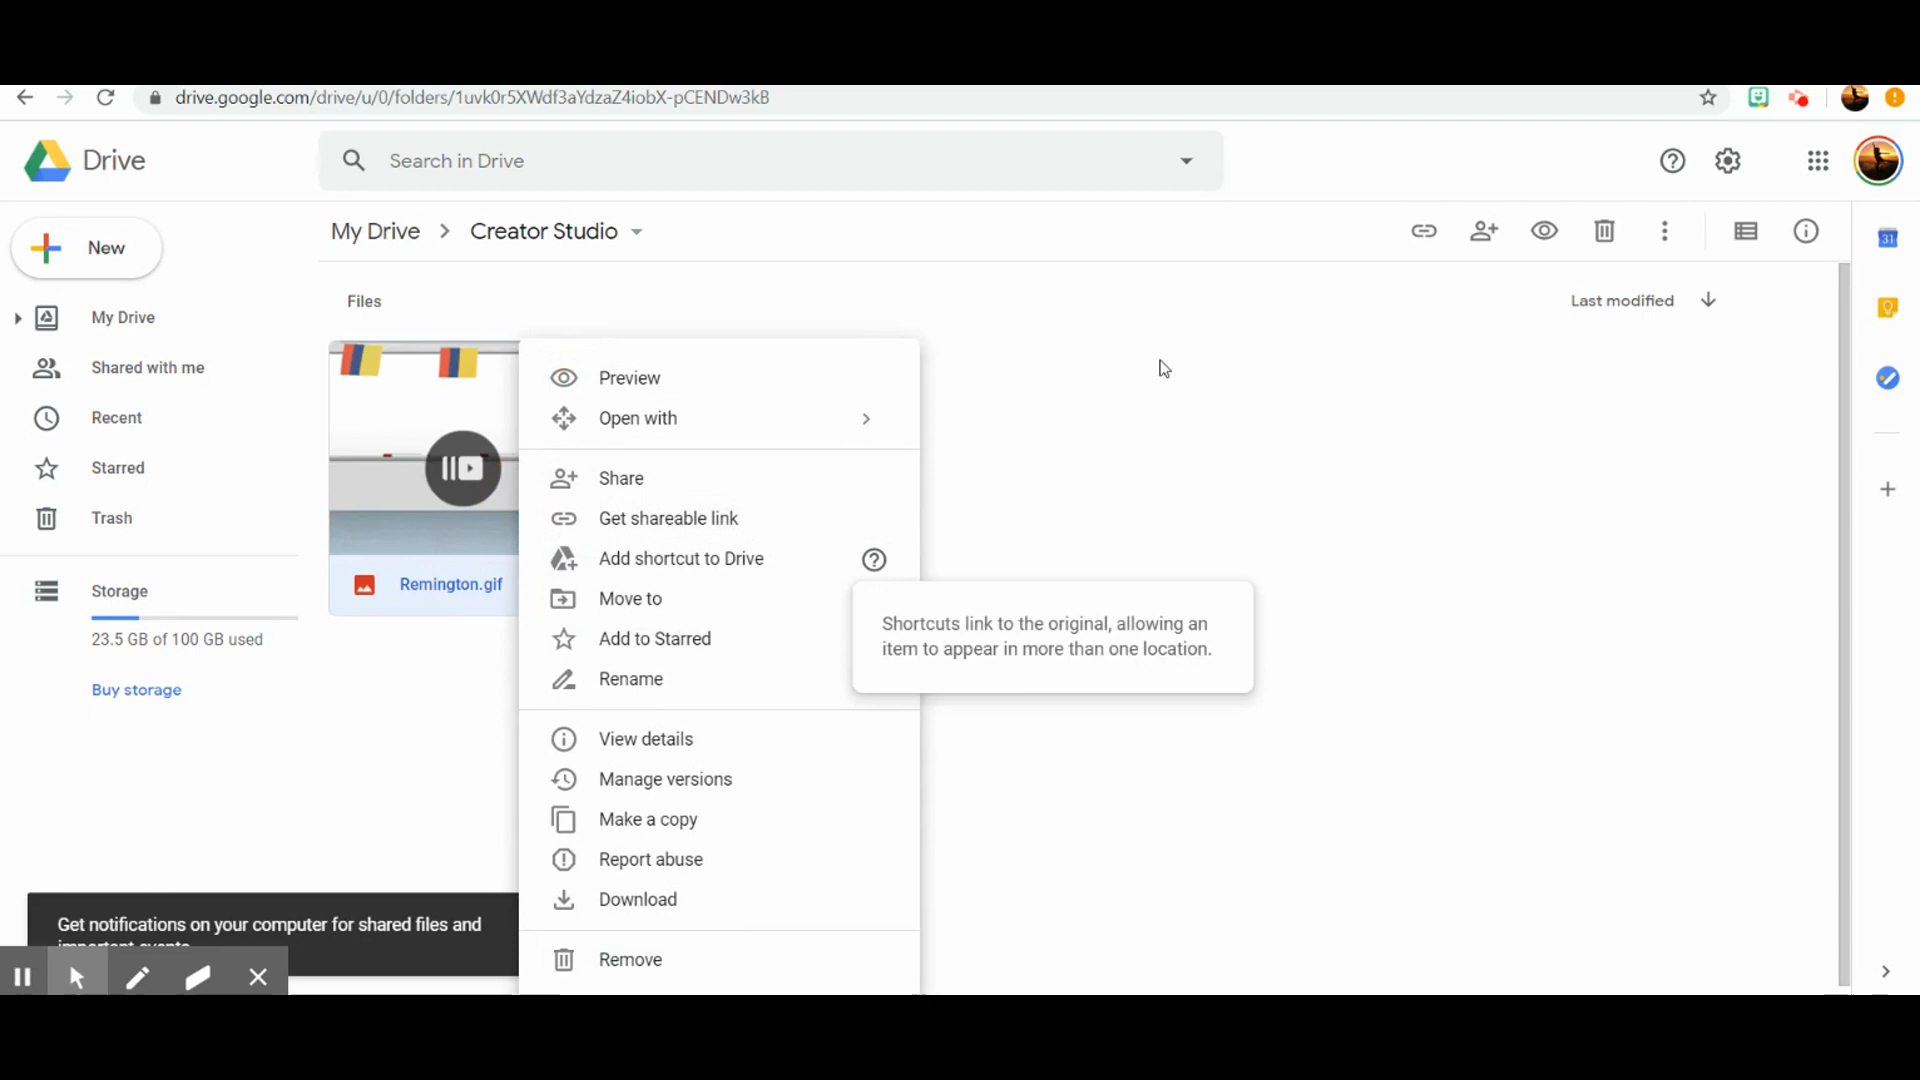 drive.google.com/drive/u/0/folders/1uvk0r5XWdf3aYdzaZ4iobX-pCENDw3kB
Drive
Search in Drive
My Drive
Creator Studio
New
31
Files
Last modified
My Drive
Shared with me
Recent
Starred
Trash
Storage
23.5 GB of 100 GB used
Buy storage
Remington.gif
Preview
Open with
Share
Get shareable link
Add shortcut to Drive
Move to
Add to Starred
Rename
Shortcuts link to the original, allowing an
item to appear in more than one location.
View details
Manage versions
Make a copy
Report abuse
Download
Remove
Get notifications on your computer for shared files and
important events